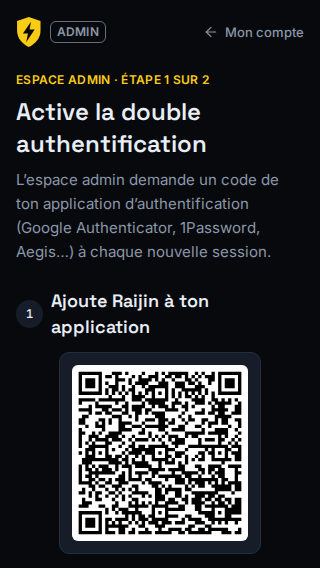 ADMIN
← Mon compte
ESPACE ADMIN · ÉTAPE 1 SUR 2
Active la double
authentification
L’espace admin demande un code de
ton application d’authentification
(Google Authenticator, 1Password,
Aegis…) à chaque nouvelle session.
1
Ajoute Raijin à ton
application